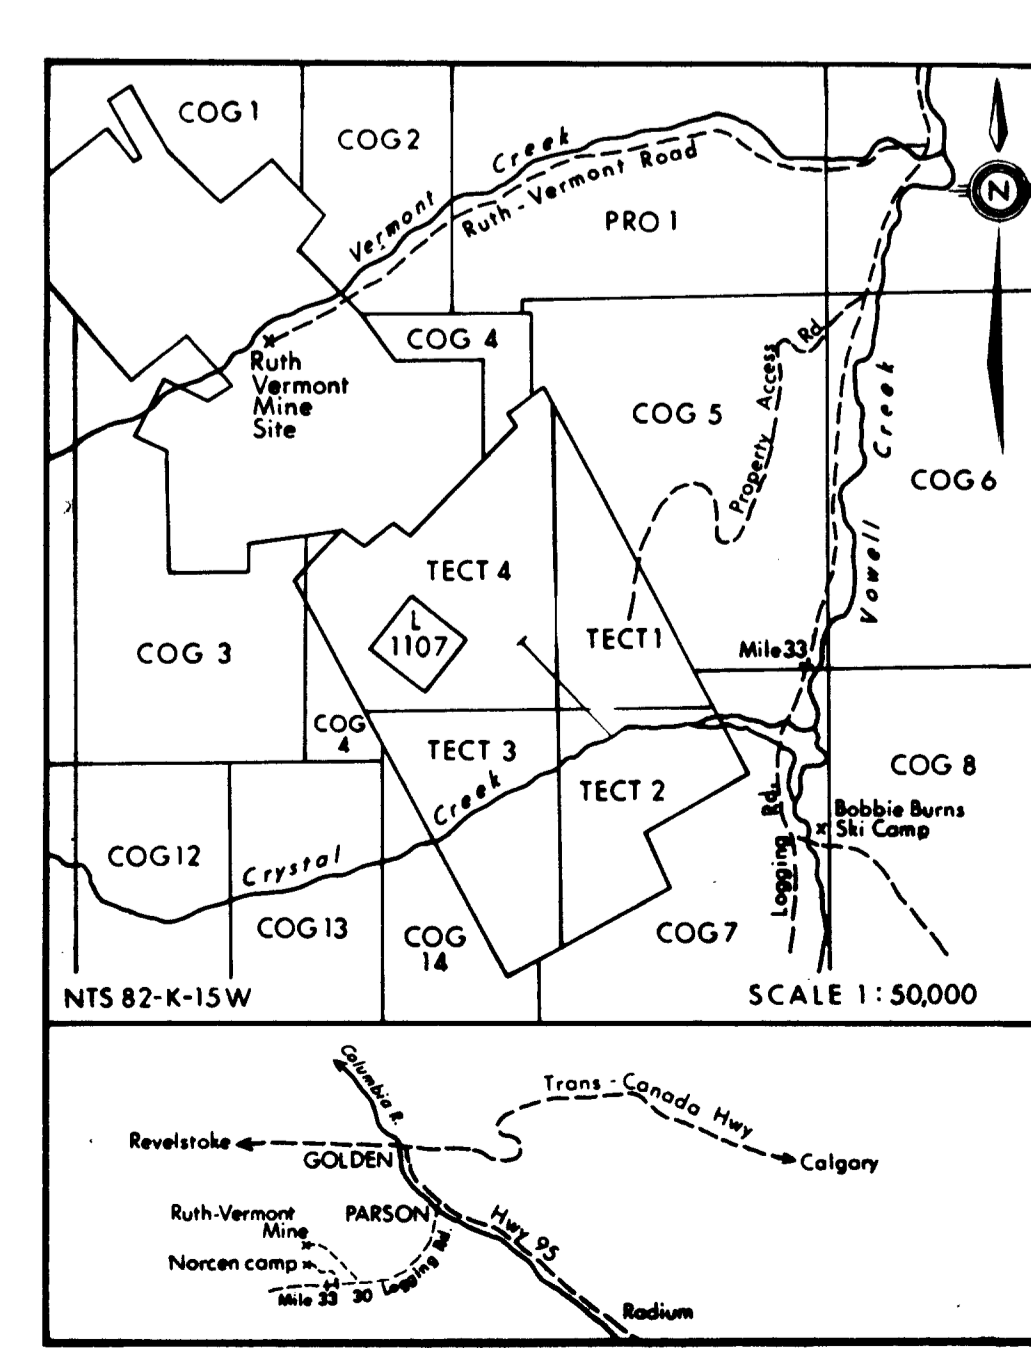 COG 1
COG 2
Vermont Creek
Ruth-Vermont Road
PRO 1
N
COG 4
Ruth
Vermont
Mine
Site
COG 5
Property Access Rd
Vowell Creek
COG 6
TECT 4
L
1107
TECT 1
COG 3
Mile 33
COG
4
TECT 3
TECT 2
COG 8
Crystal Creek
Logging Rd.
Bobbie Burns
Ski Camp
COG 12
COG 13
COG
14
COG 7
NTS 82-K-15W
SCALE 1:50,000
Columbia R.
Trans-Canada Hwy
Revelstoke
GOLDEN
Calgary
Ruth-Vermont
Mine
PARSON
Hwy 95
Norcen camp
Logging Rd.
Mile 33 30
Radium